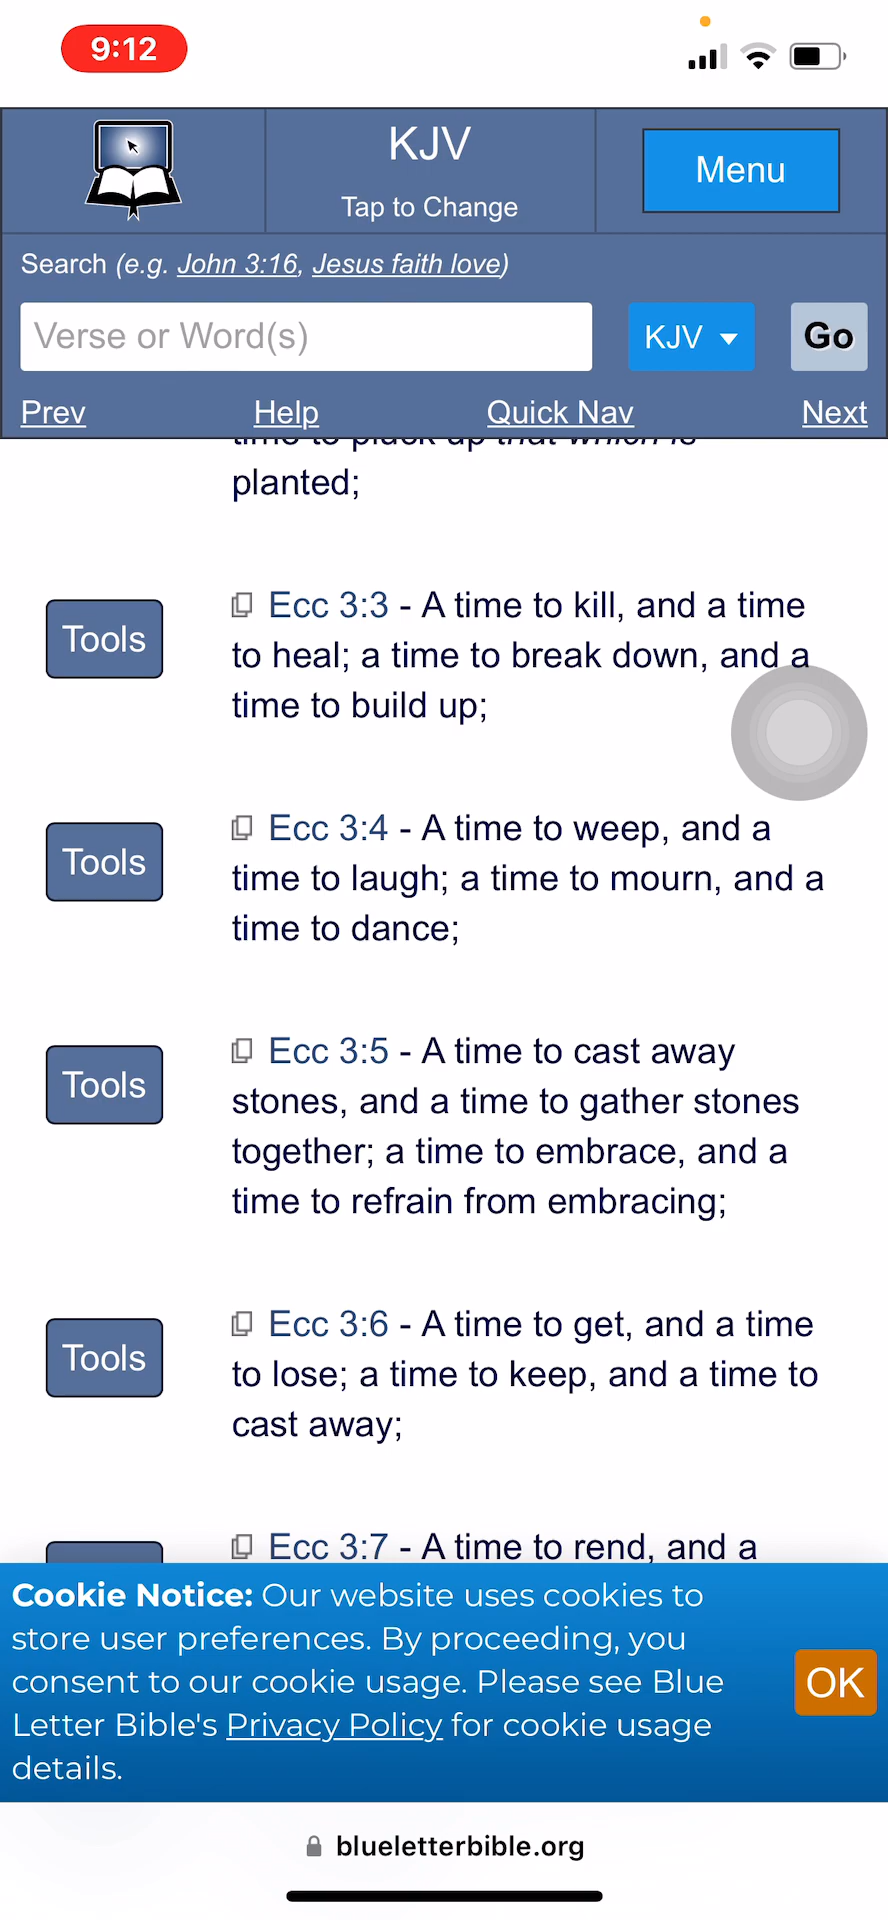 9:12
KJV
Tap to Change
Menu
Search (e.g. John 3:16, Jesus faith love)
Verse or Word(s)
KJV
Go
Prev Help Quick Nav Next
time to pluck up that which is
planted;
Tools
Ecc 3:3 - A time to kill, and a time
to heal; a time to break down, and a
time to build up;
Tools
Ecc 3:4 - A time to weep, and a
time to laugh; a time to mourn, and a
time to dance;
Tools
Ecc 3:5 - A time to cast away
stones, and a time to gather stones
together; a time to embrace, and a
time to refrain from embracing;
Tools
Ecc 3:6 - A time to get, and a time
to lose; a time to keep, and a time to
cast away;
Ecc 3:7 - A time to rend, and a
Cookie Notice: Our website uses cookies to
store user preferences. By proceeding, you
consent to our cookie usage. Please see Blue
Letter Bible's Privacy Policy for cookie usage
details.
OK
blueletterbible.org